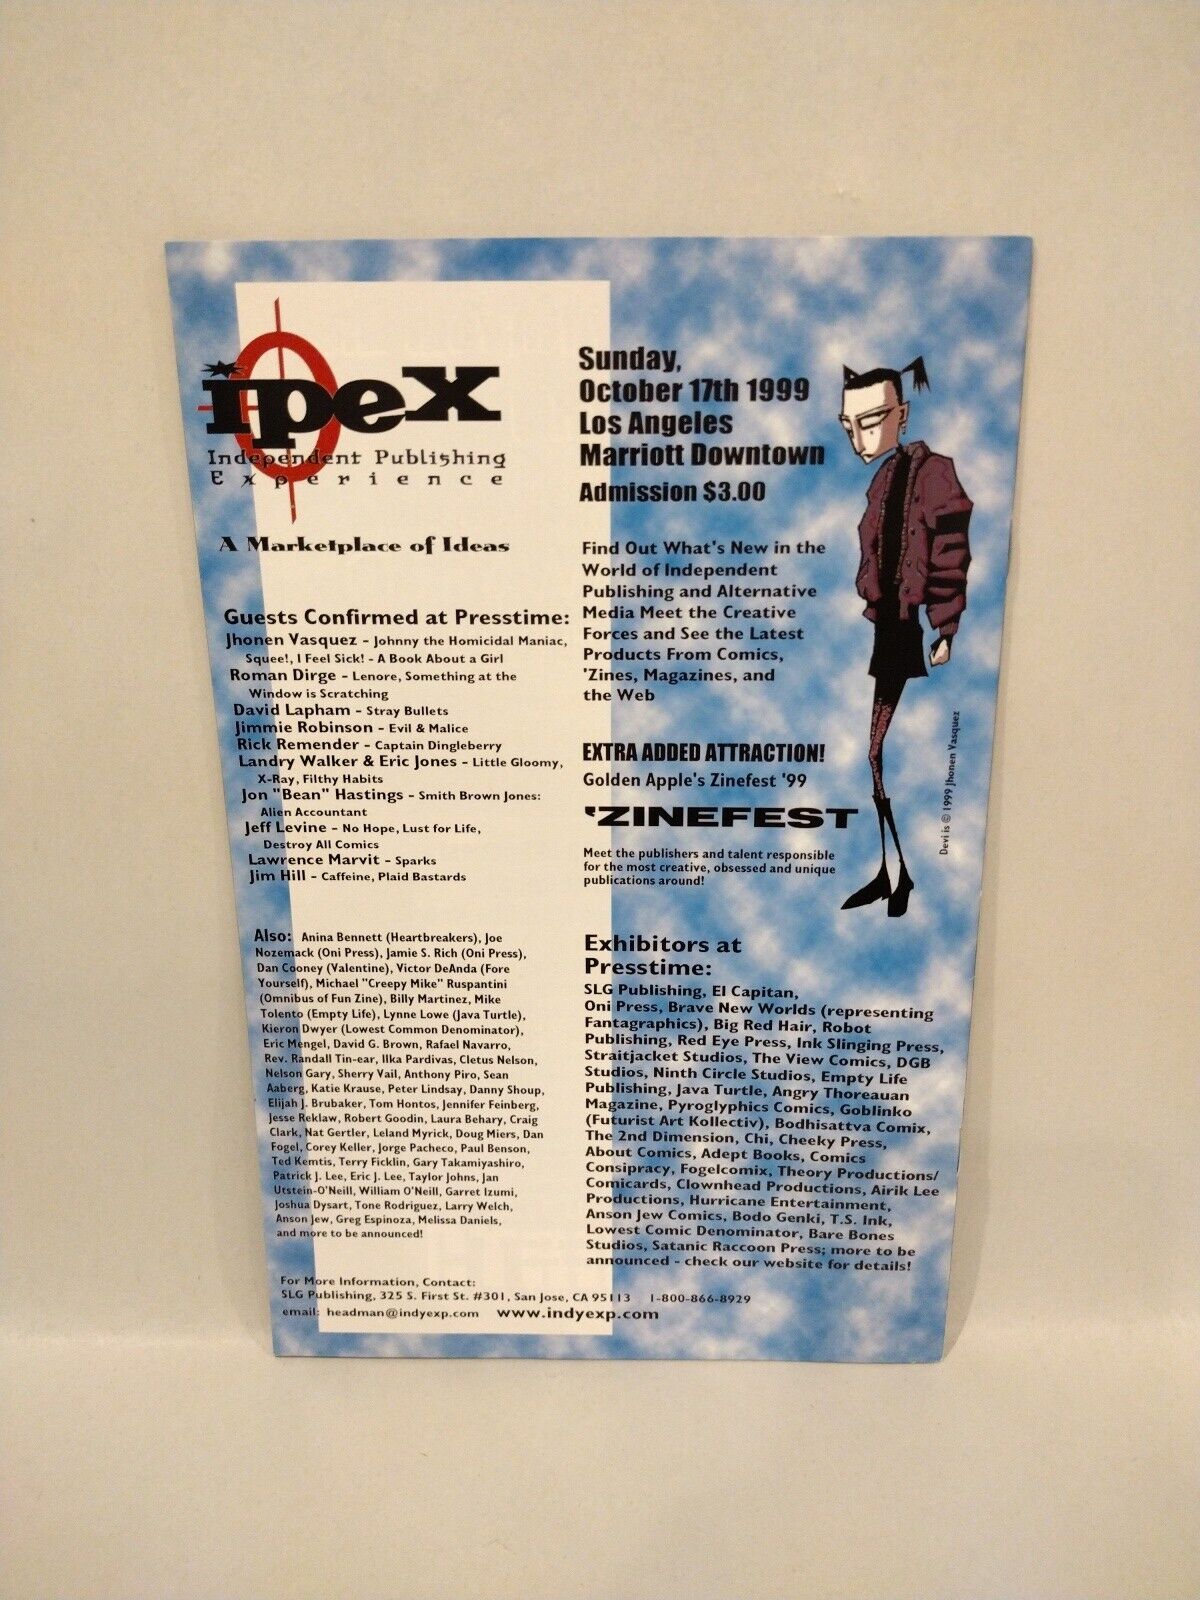 ipex
Independent Publishing
Experience
A Marketplace of Ideas
Guests Confirmed at Presstime:
Jhonen Vasquez - Johnny the Homicidal Maniac,
Squee!, I Feel Sick! - A Book About a Girl
Roman Dirge - Lenore, Something at the
Window is Scratching
David Lapham - Stray Bullets
Jimmie Robinson - Evil & Malice
Rick Remender - Captain Dingleberry
Landry Walker & Eric Jones - Little Gloomy,
X-Ray, Filthy Habits
Jon "Bean" Hastings - Smith Brown Jones:
Alien Accountant
Jeff Levine - No Hope, Lust for Life,
Destroy All Comics
Lawrence Marvit - Sparks
Jim Hill - Caffeine, Plaid Bastards
Also: Anina Bennett (Heartbreakers), Joe
Nozemack (Oni Press), Jamie S. Rich (Oni Press),
Dan Cooney (Valentine), Victor DeAnda (Fore
Yourself), Michael "Creepy Mike" Ruspantini
(Omnibus of Fun Zine), Billy Martinez, Mike
Tolento (Empty Life), Lynne Lowe (Java Turtle),
Kieron Dwyer (Lowest Common Denominator),
Eric Mengel, David G. Brown, Rafael Navarro,
Rev. Randall Tin-ear, Ilka Pardivas, Cletus Nelson,
Nelson Gary, Sherry Vail, Anthony Piro, Sean
Aaberg, Katie Krause, Peter Lindsay, Danny Shoup,
Elijah J. Brubaker, Tom Hontos, Jennifer Feinberg,
Jesse Reklaw, Robert Goodin, Laura Behary, Craig
Clark, Nat Gertler, Leland Myrick, Doug Miers, Dan
Fogel, Corey Keller, Jorge Pacheco, Paul Benson,
Ted Kemtis, Terry Ficklin, Gary Takamiyashiro,
Patrick J. Lee, Eric J. Lee, Taylor Johns, Jan
Utstein-O'Neill, William O'Neill, Garret Izumi,
Joshua Dysart, Tone Rodriguez, Larry Welch,
Anson Jew, Greg Espinoza, Melissa Daniels,
and more to be announced!
Sunday,
October 17th 1999
Los Angeles
Marriott Downtown
Admission $3.00
Find Out What's New in the
World of Independent
Publishing and Alternative
Media Meet the Creative
Forces and See the Latest
Products From Comics,
'Zines, Magazines, and
the Web
EXTRA ADDED ATTRACTION!
Golden Apple's Zinefest '99
'ZINEFEST
Meet the publishers and talent responsible
for the most creative, obsessed and unique
publications around!
Devi is © 1999 Jhonen Vasquez
Exhibitors at
Presstime:
SLG Publishing, El Capitan,
Oni Press, Brave New Worlds (representing
Fantagraphics), Big Red Hair, Robot
Publishing, Red Eye Press, Ink Slinging Press,
Straitjacket Studios, The View Comics, DGB
Studios, Ninth Circle Studios, Empty Life
Publishing, Java Turtle, Angry Thoreauan
Magazine, Pyroglyphics Comics, Goblinko
(Futurist Art Kollectiv), Bodhisattva Comix,
The 2nd Dimension, Chi, Cheeky Press,
About Comics, Adept Books, Comics
Consipracy, Fogelcomix, Theory Productions/
Comicards, Clownhead Productions, Airik Lee
Productions, Hurricane Entertainment,
Anson Jew Comics, Bodo Genki, T.S. Ink,
Lowest Comic Denominator, Bare Bones
Studios, Satanic Raccoon Press; more to be
announced - check our website for details!
For More Information, Contact:
SLG Publishing, 325 S. First St. #301, San Jose, CA 95113 1-800-866-8929
email: headman@indyexp.com www.indyexp.com